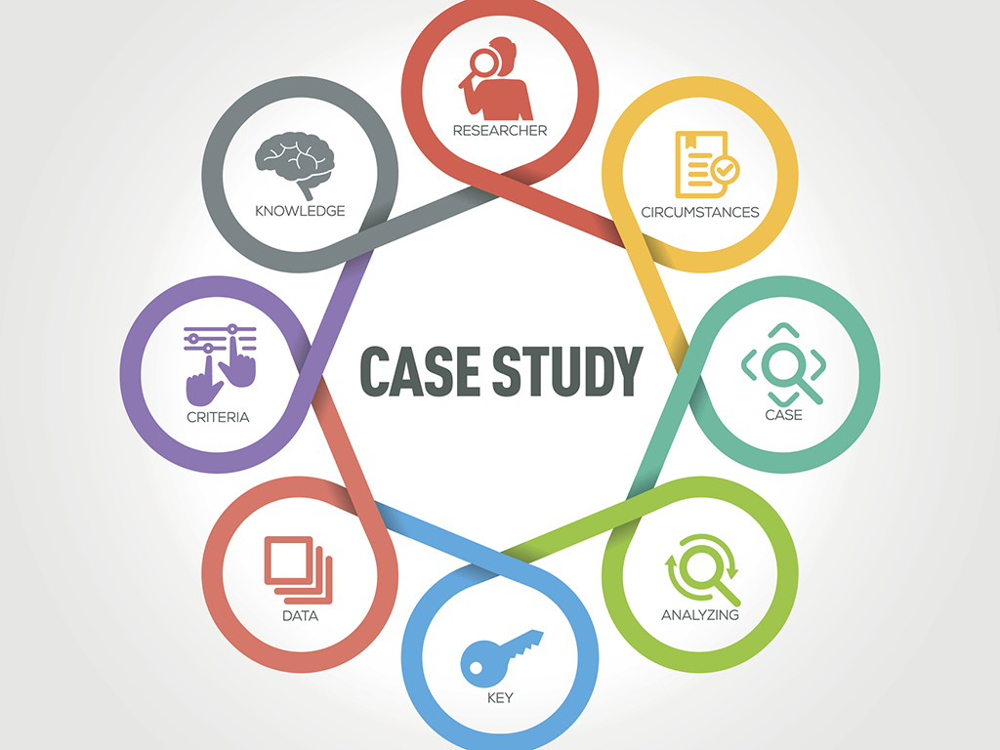 RESEARCHER
CIRCUMSTANCES
CASE
ANALYZING
KEY
DATA
CRITERIA
KNOWLEDGE
CASE STUDY